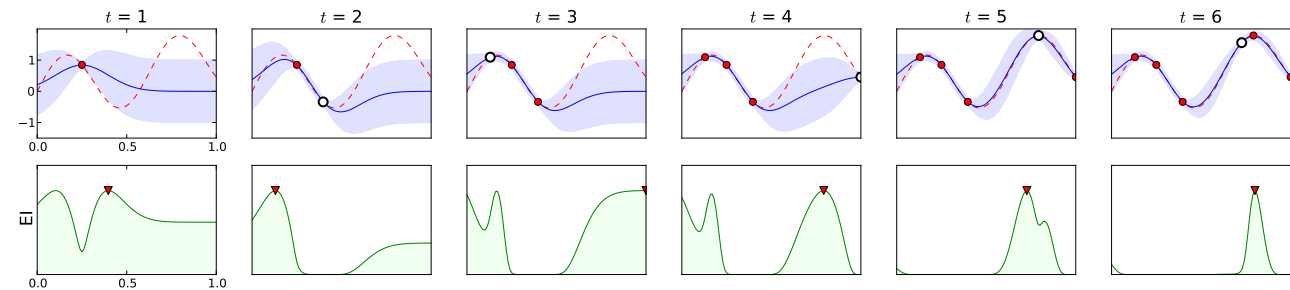 t = 1
t = 2
t = 3
t = 4
t = 5
t = 6
1
0
−1
0.0
0.5
1.0
EI
0.0
0.5
1.0